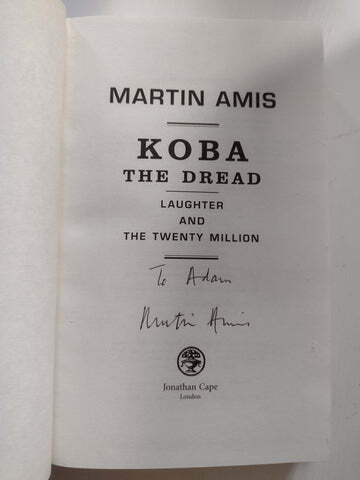 MARTIN AMIS
KOBA
THE DREAD
LAUGHTER
AND
THE TWENTY MILLION
To Adam
Martin Amis
Jonathan Cape
London